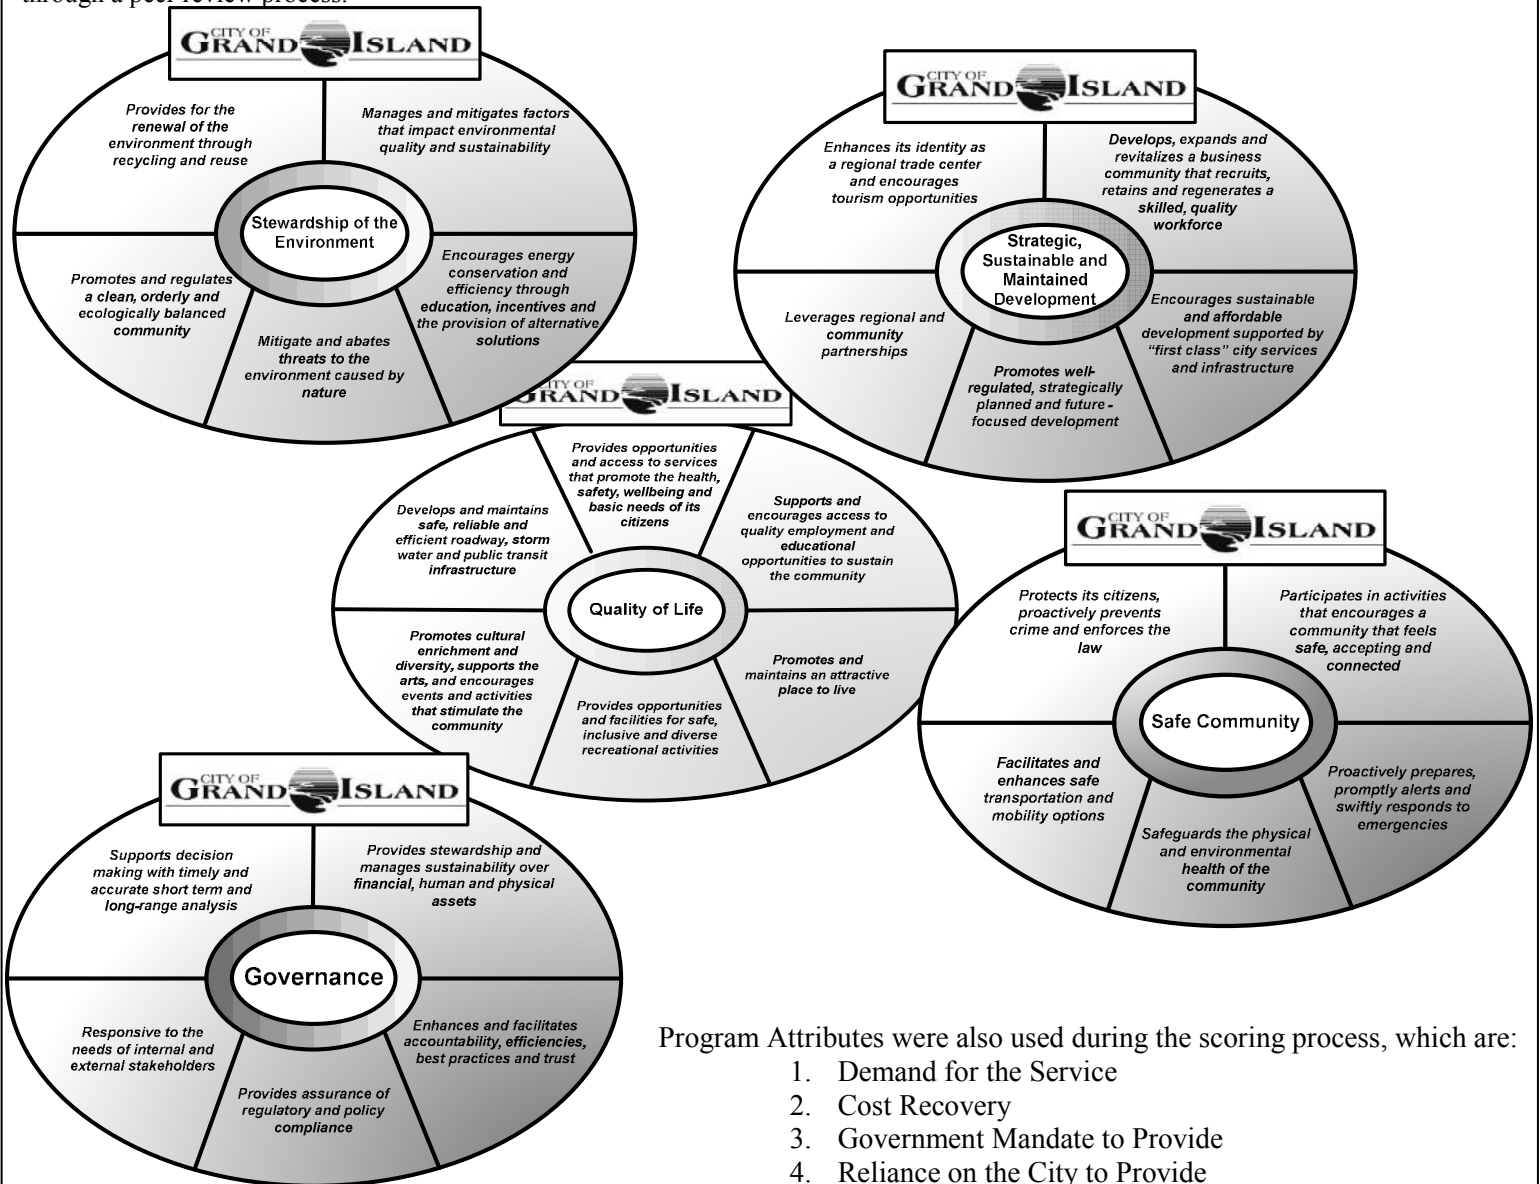 through a peer review process.
CITY OF
GRAND ISLAND
Provides for the
renewal of the
environment through
recycling and reuse
Manages and mitigates factors
that impact environmental
quality and sustainability
Stewardship of the
Environment
Promotes and regulates
a clean, orderly and
ecologically balanced
community
Mitigate and abates
threats to the
environment caused by
nature
Encourages energy
conservation and
efficiency through
education, incentives and
the provision of alternative
solutions
CITY OF
GRAND ISLAND
Enhances its identity as
a regional trade center
and encourages
tourism opportunities
Develops, expands and
revitalizes a business
community that recruits,
retains and regenerates a
skilled, quality
workforce
Strategic,
Sustainable and
Maintained
Development
Leverages regional and
community
partnerships
Promotes well-
regulated, strategically
planned and future -
focused development
Encourages sustainable
and affordable
development supported by
“first class” city services
and infrastructure
CITY OF
GRAND ISLAND
Provides opportunities
and access to services
that promote the health,
safety, wellbeing and
basic needs of its
citizens
Develops and maintains
safe, reliable and
efficient roadway, storm
water and public transit
infrastructure
Supports and
encourages access to
quality employment and
educational
opportunities to sustain
the community
Quality of Life
Promotes cultural
enrichment and
diversity, supports the
arts, and encourages
events and activities
that stimulate the
community
Provides opportunities
and facilities for safe,
inclusive and diverse
recreational activities
Promotes and
maintains an attractive
place to live
CITY OF
GRAND ISLAND
Protects its citizens,
proactively prevents
crime and enforces the
law
Participates in activities
that encourages a
community that feels
safe, accepting and
connected
Safe Community
Facilitates and
enhances safe
transportation and
mobility options
Safeguards the physical
and environmental
health of the
community
Proactively prepares,
promptly alerts and
swiftly responds to
emergencies
CITY OF
GRAND ISLAND
Supports decision
making with timely and
accurate short term and
long-range analysis
Provides stewardship and
manages sustainability over
financial, human and physical
assets
Governance
Responsive to the
needs of internal and
external stakeholders
Provides assurance of
regulatory and policy
compliance
Enhances and facilitates
accountability, efficiencies,
best practices and trust
Program Attributes were also used during the scoring process, which are:
1. Demand for the Service
2. Cost Recovery
3. Government Mandate to Provide
4. Reliance on the City to Provide